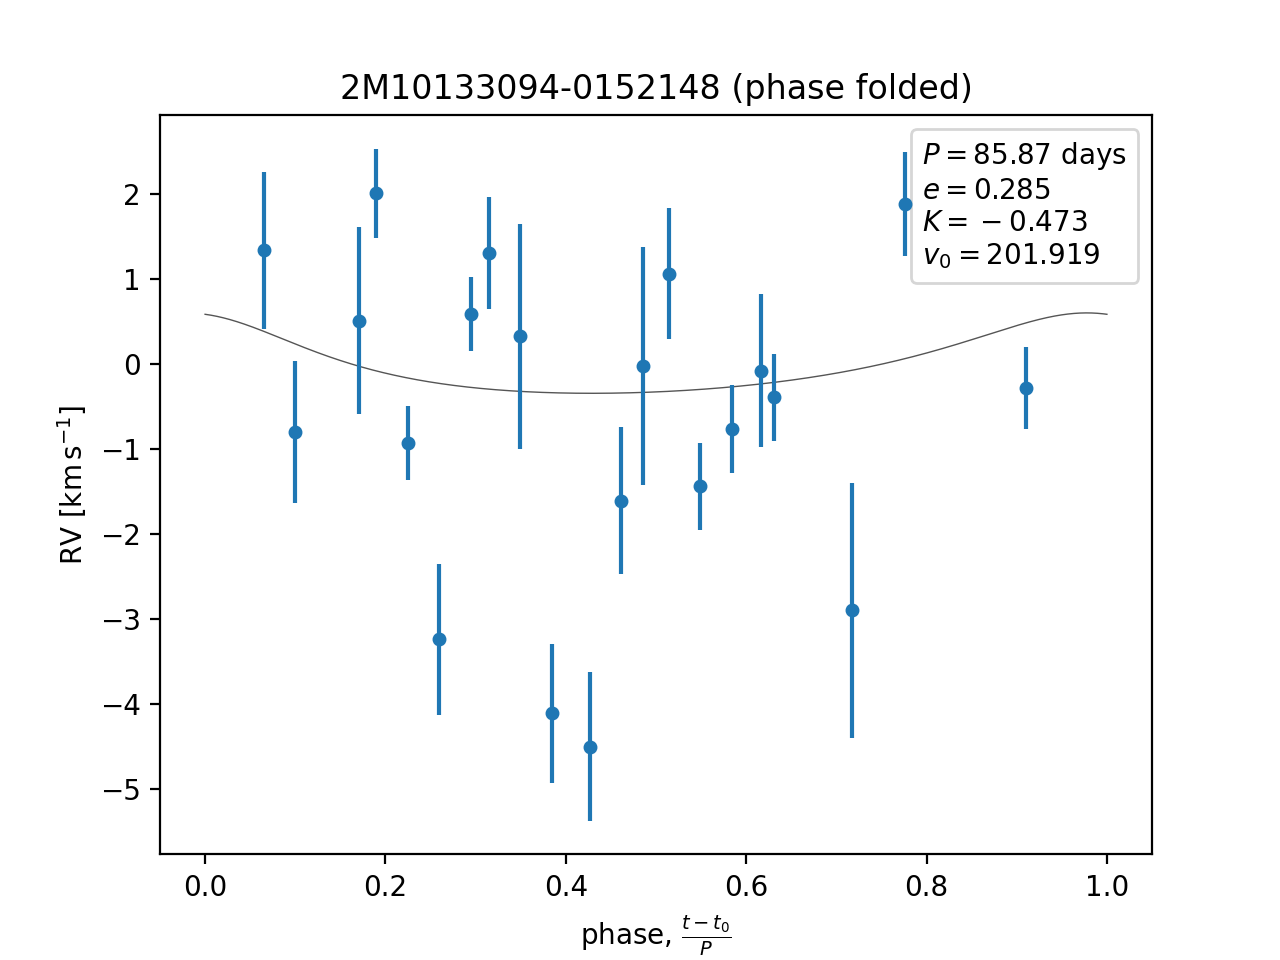 2M10133094-0152148 (phase folded)
P = 85.87 days
e = 0.285
K = −0.473
v₀ = 201.919
RV [km s⁻¹]
2
1
0
−1
−2
−3
−4
−5
0.0 0.2 0.4 0.6 0.8 1.0
phase, (t − t₀)/P